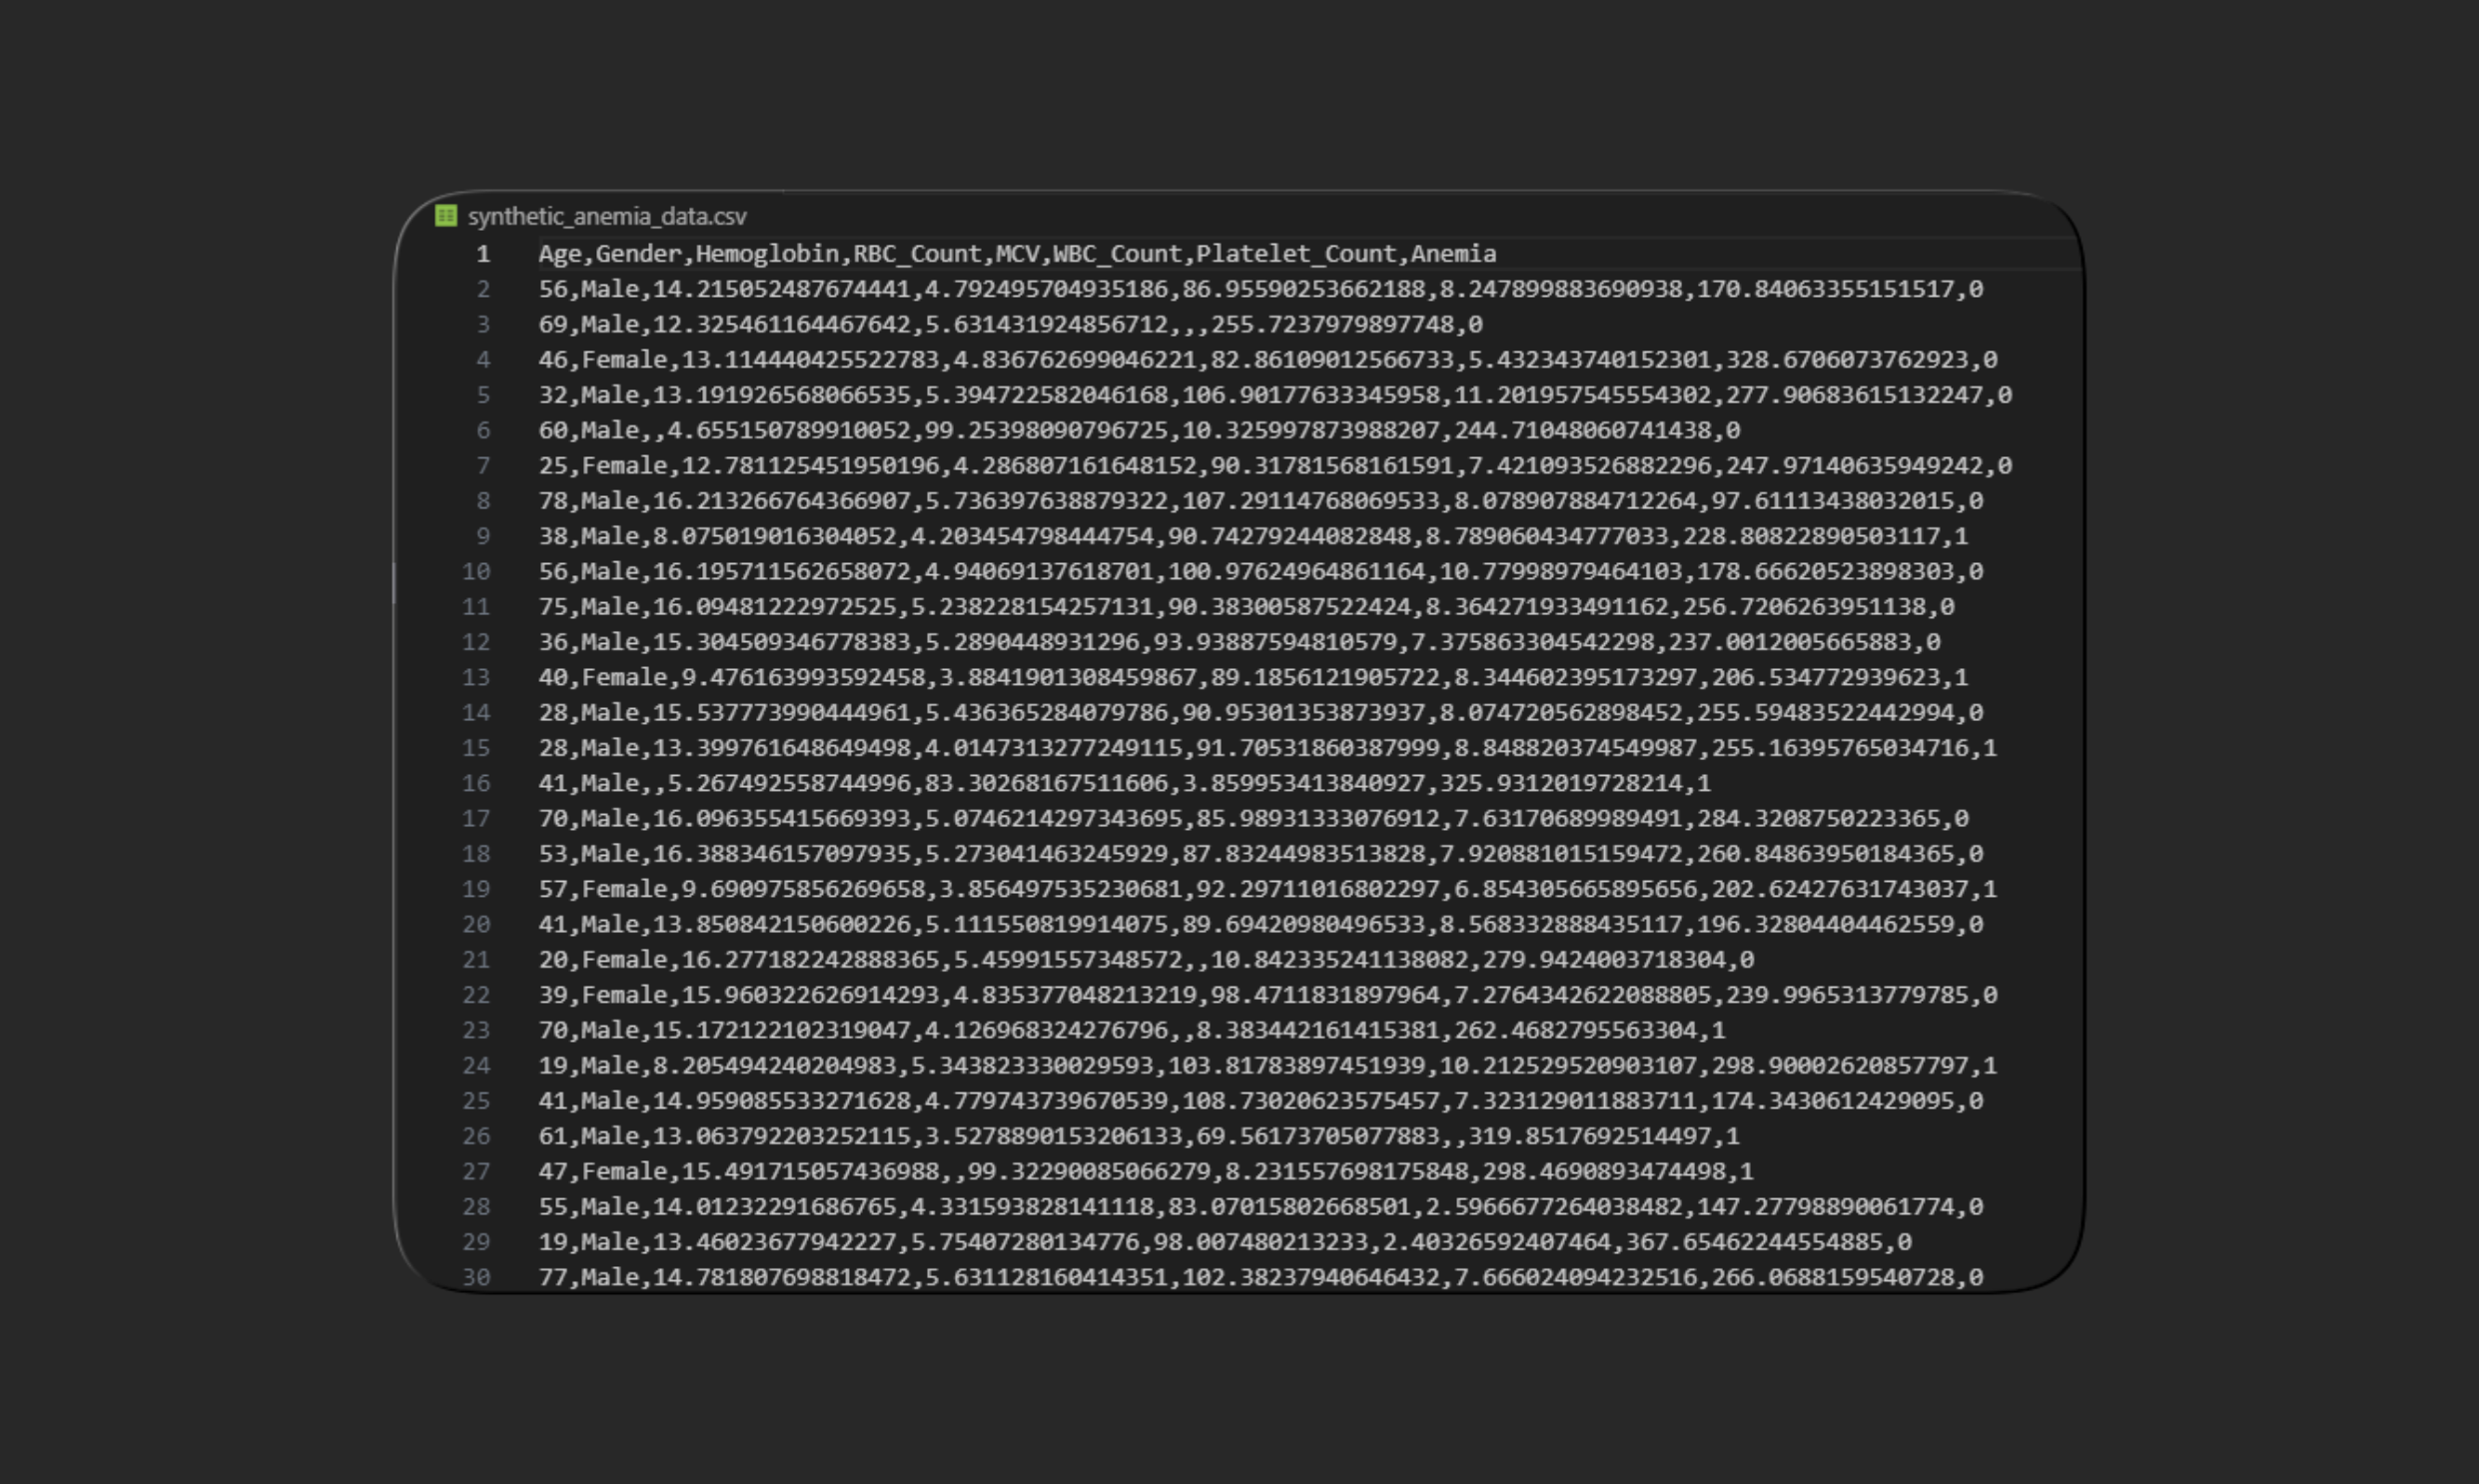 synthetic_anemia_data.csv
1 Age,Gender,Hemoglobin,RBC_Count,MCV,WBC_Count,Platelet_Count,Anemia
2 56,Male,14.215052487674441,4.792495704935186,86.95590253662188,8.247899883690938,170.84063355151517,0
3 69,Male,12.325461164467642,5.631431924856712,,,255.7237979897748,0
4 46,Female,13.114440425522783,4.836762699046221,82.86109012566733,5.432343740152301,328.6706073762923,0
5 32,Male,13.191926568066535,5.394722582046168,106.90177633345958,11.201957545554302,277.90683615132247,0
6 60,Male,,4.655150789910052,99.25398090796725,10.325997873988207,244.71048060741438,0
7 25,Female,12.781125451950196,4.286807161648152,90.31781568161591,7.421093526882296,247.97140635949242,0
8 78,Male,16.213266764366907,5.736397638879322,107.29114768069533,8.078907884712264,97.61113438032015,0
9 38,Male,8.075019016304052,4.203454798444754,90.74279244082848,8.789060434777033,228.80822890503117,1
10 56,Male,16.195711562658072,4.94069137618701,100.97624964861164,10.77998979464103,178.66620523898303,0
11 75,Male,16.09481222972525,5.238228154257131,90.38300587522424,8.364271933491162,256.7206263951138,0
12 36,Male,15.304509346778383,5.2890448931296,93.93887594810579,7.375863304542298,237.0012005665883,0
13 40,Female,9.476163993592458,3.8841901308459867,89.1856121905722,8.344602395173297,206.534772939623,1
14 28,Male,15.537773990444961,5.436365284079786,90.95301353873937,8.074720562898452,255.59483522442994,0
15 28,Male,13.399761648649498,4.0147313277249115,91.70531860387999,8.848820374549987,255.16395765034716,1
16 41,Male,,5.267492558744996,83.30268167511606,3.859953413840927,325.9312019728214,1
17 70,Male,16.096355415669393,5.0746214297343695,85.98931333076912,7.63170689989491,284.3208750223365,0
18 53,Male,16.388346157097935,5.273041463245929,87.83244983513828,7.920881015159472,260.84863950184365,0
19 57,Female,9.690975856269658,3.856497535230681,92.29711016802297,6.854305665895656,202.62427631743037,1
20 41,Male,13.850842150600226,5.111550819914075,89.69420980496533,8.568332888435117,196.32804404462559,0
21 20,Female,16.277182242888365,5.45991557348572,,10.842335241138082,279.9424003718304,0
22 39,Female,15.960322626914293,4.835377048213219,98.4711831897964,7.2764342622088805,239.9965313779785,0
23 70,Male,15.172122102319047,4.126968324276796,,8.383442161415381,262.4682795563304,1
24 19,Male,8.205494240204983,5.343823330029593,103.81783897451939,10.212529520903107,298.90002620857797,1
25 41,Male,14.959085533271628,4.779743739670539,108.73020623575457,7.323129011883711,174.3430612429095,0
26 61,Male,13.063792203252115,3.5278890153206133,69.56173705077883,,319.8517692514497,1
27 47,Female,15.491715057436988,,99.32290085066279,8.231557698175848,298.4690893474498,1
28 55,Male,14.01232291686765,4.331593828141118,83.07015802668501,2.5966677264038482,147.27798890061774,0
29 19,Male,13.46023677942227,5.75407280134776,98.007480213233,2.40326592407464,367.65462244554885,0
30 77,Male,14.781807698818472,5.631128160414351,102.38237940646432,7.666024094232516,266.0688159540728,0